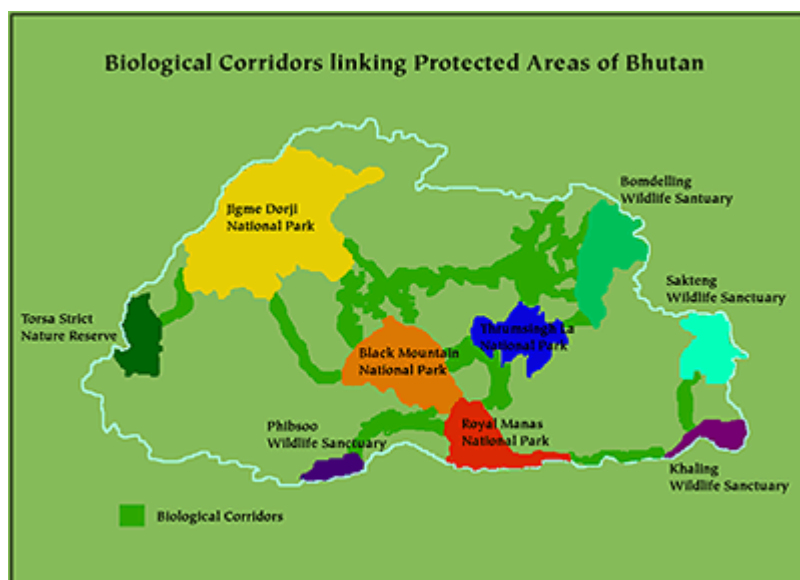 Biological Corridors linking Protected Areas of Bhutan
Bomdelling
Wildlife Santuary
Jigme Dorji
National Park
Sakteng
Wildlife Sanctuary
Torsa Strict
Nature Reserve
Thrumsingh La
National Park
Black Mountain
National Park
Phibsoo
Wildlife Sanctuary
Royal Manas
National Park
Khaling
Wildlife Sanctuary
Biological Corridors